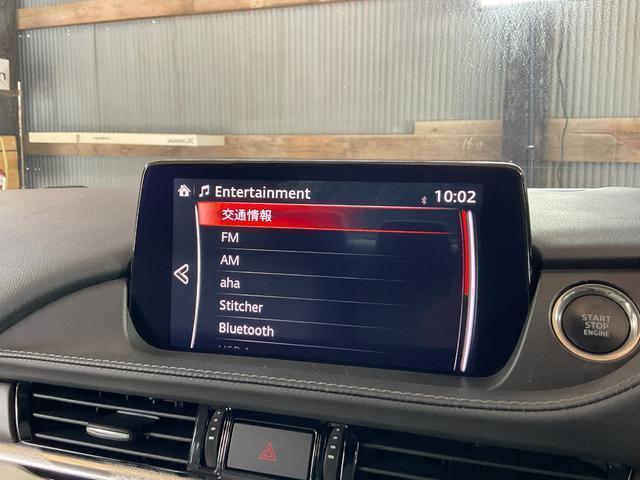 Entertainment
10:02
交通情報
FM
AM
aha
Stitcher
Bluetooth
START
STOP
ENGINE